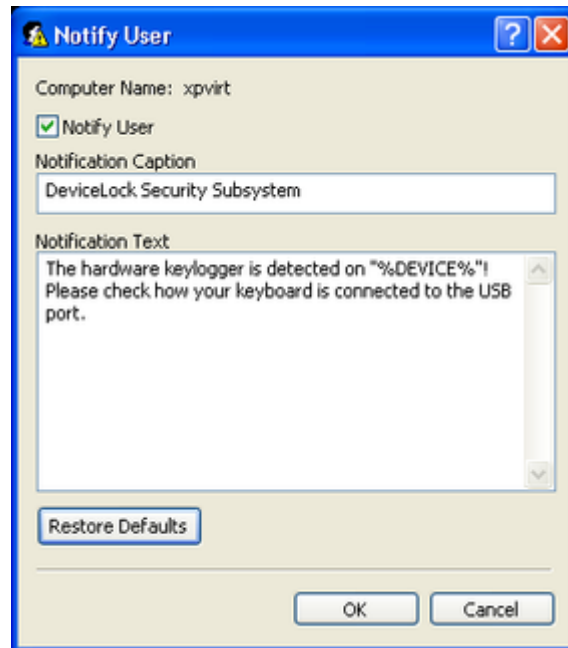 Notify User
Computer Name: xpvirt
Notify User
Notification Caption
DeviceLock Security Subsystem
Notification Text
The hardware keylogger is detected on "%DEVICE%"!
Please check how your keyboard is connected to the USB
port.
Restore Defaults
OK Cancel